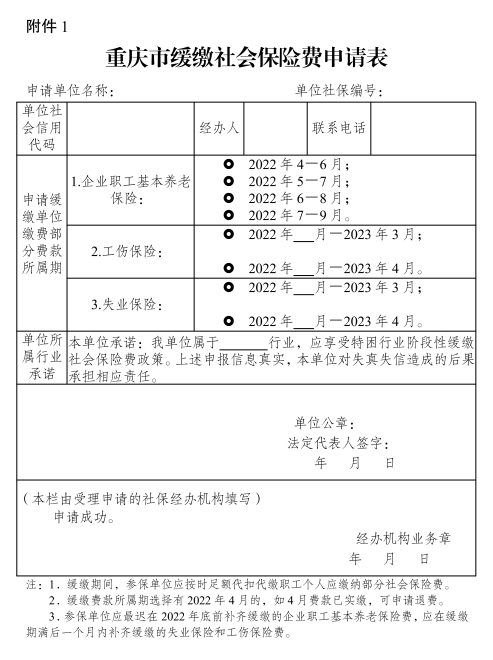 附件 1
重庆市缓缴社会保险费申请表
申请单位名称：	单位社保编号：
单位社
会信用
代码
经办人
联系电话
申请缓
缴单位
缴费部
分费款
所属期
1.企业职工基本养老
保险：
2022 年 4－6 月；
2022 年 5－7 月；
2022 年 6－8 月；
2022 年 7－9 月。
2.工伤保险：
2022 年___月－2023 年 3 月；
2022 年___月－2023 年 4 月。
3.失业保险：
2022 年___月－2023 年 3 月；
2022 年___月－2023 年 4 月。
单位所
属行业
承诺
本单位承诺：我单位属于_______行业，应享受特困行业阶段性缓缴
社会保险费政策。上述申报信息真实，本单位对失真失信造成的后果
承担相应责任。
单位公章：
法定代表人签字：
年 月 日
（本栏由受理申请的社保经办机构填写）
申请成功。
经办机构业务章
年 月 日
注：1．缓缴期间，参保单位应按时足额代扣代缴职工个人应缴纳部分社会保险费。
2．缓缴费款所属期选择有 2022 年 4 月的，如 4 月费款已实缴，可申请退费。
3．参保单位应最迟在 2022 年底前补齐缓缴的企业职工基本养老保险费，应在缓缴
期满后一个月内补齐缓缴的失业保险和工伤保险费。